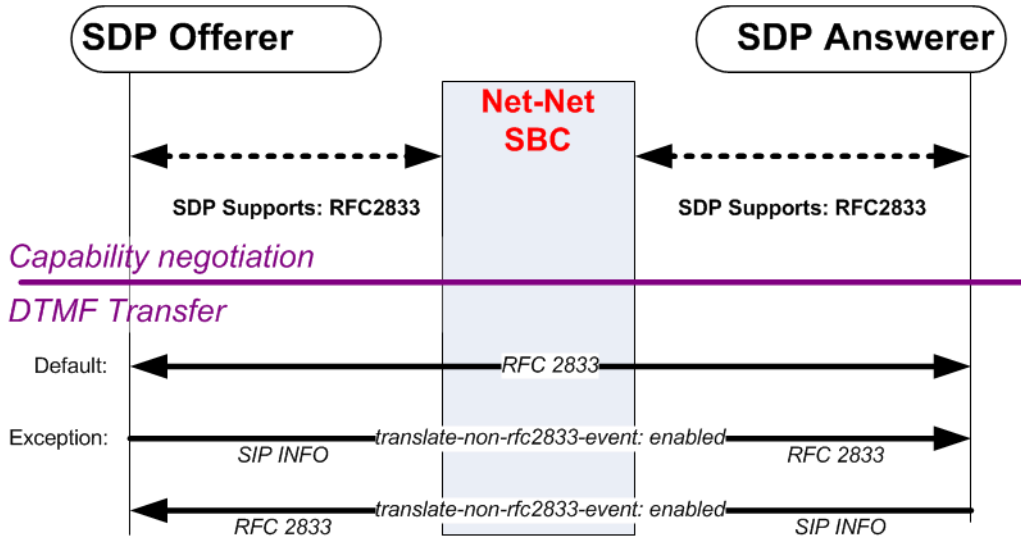 SDP Offerer
SDP Answerer
Net-Net
SBC
SDP Supports: RFC2833
SDP Supports: RFC2833
Capability negotiation
DTMF Transfer
Default:
RFC 2833
Exception:
translate-non-rfc2833-event: enabled
SIP INFO
RFC 2833
translate-non-rfc2833-event: enabled
RFC 2833
SIP INFO